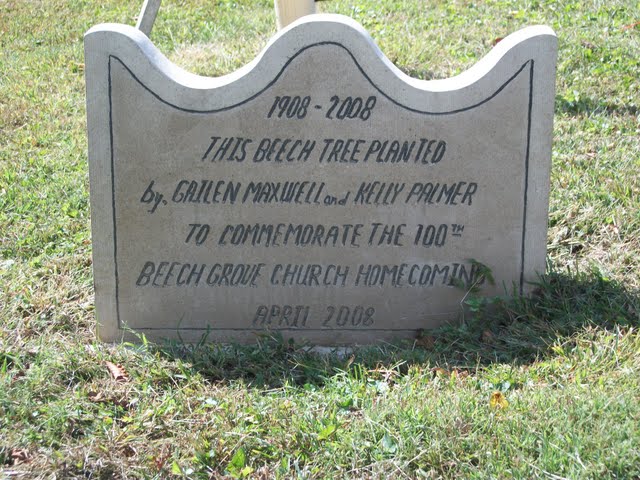 1908 - 2008
THIS BEECH TREE PLANTED
by. GAILEN MAXWELL and KELLY PALMER
TO COMMEMORATE THE 100TH
BEECH GROVE CHURCH HOMECOMING
APRIL 2008